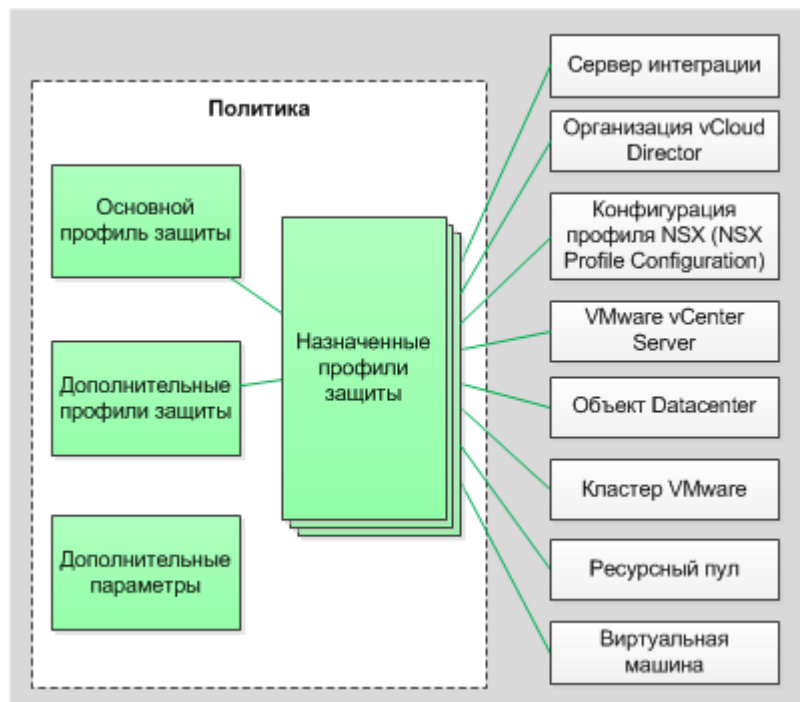 Политика
Основной
профиль защиты
Дополнительные
профили защиты
Дополнительные
параметры
Назначенные
профили
защиты
Сервер интеграции
Организация vCloud
Director
Конфигурация
профиля NSX (NSX
Profile Configuration)
VMware vCenter
Server
Объект Datacenter
Кластер VMware
Ресурсный пул
Виртуальная
машина